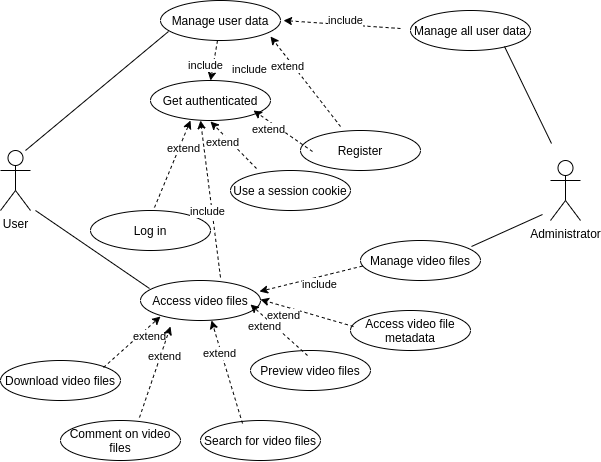 Manage user data
include
Manage all user data
include
include
extend
Get authenticated
extend
extend
extend
Register
Use a session cookie
User
include
Log in
Administrator
Manage video files
include
Access video files
extend
extend
Access video file
metadata
extend
extend
extend
Download video files
Preview video files
Comment on video
files
Search for video files